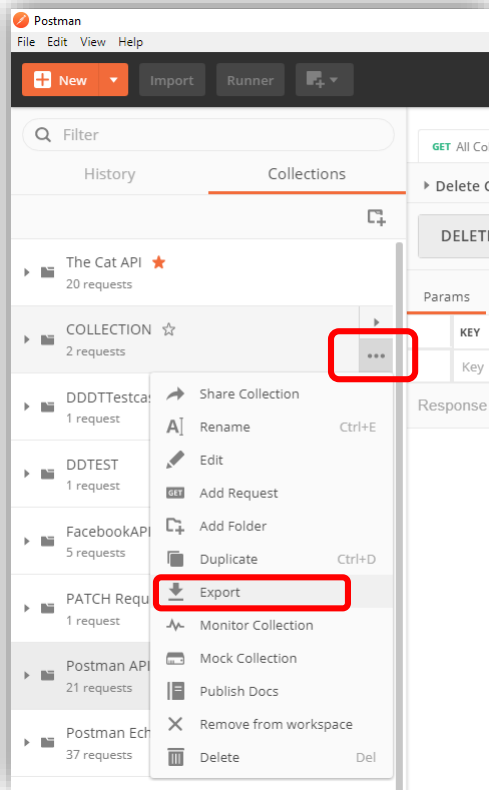 Postman
File Edit View Help
New Import Runner
Filter
History Collections
The Cat API
20 requests
COLLECTION
2 requests
DDDTTestcas
1 request
DDTEST
1 request
FacebookAPI
5 requests
PATCH Requ
1 request
Postman API
21 requests
Postman Ech
37 requests
Share Collection
Rename Ctrl+E
Edit
GET Add Request
Add Folder
Duplicate Ctrl+D
Export
Monitor Collection
Mock Collection
Publish Docs
Remove from workspace
Delete Del
GET All Col
Delete C
DELETE
Params
KEY
Key
Response